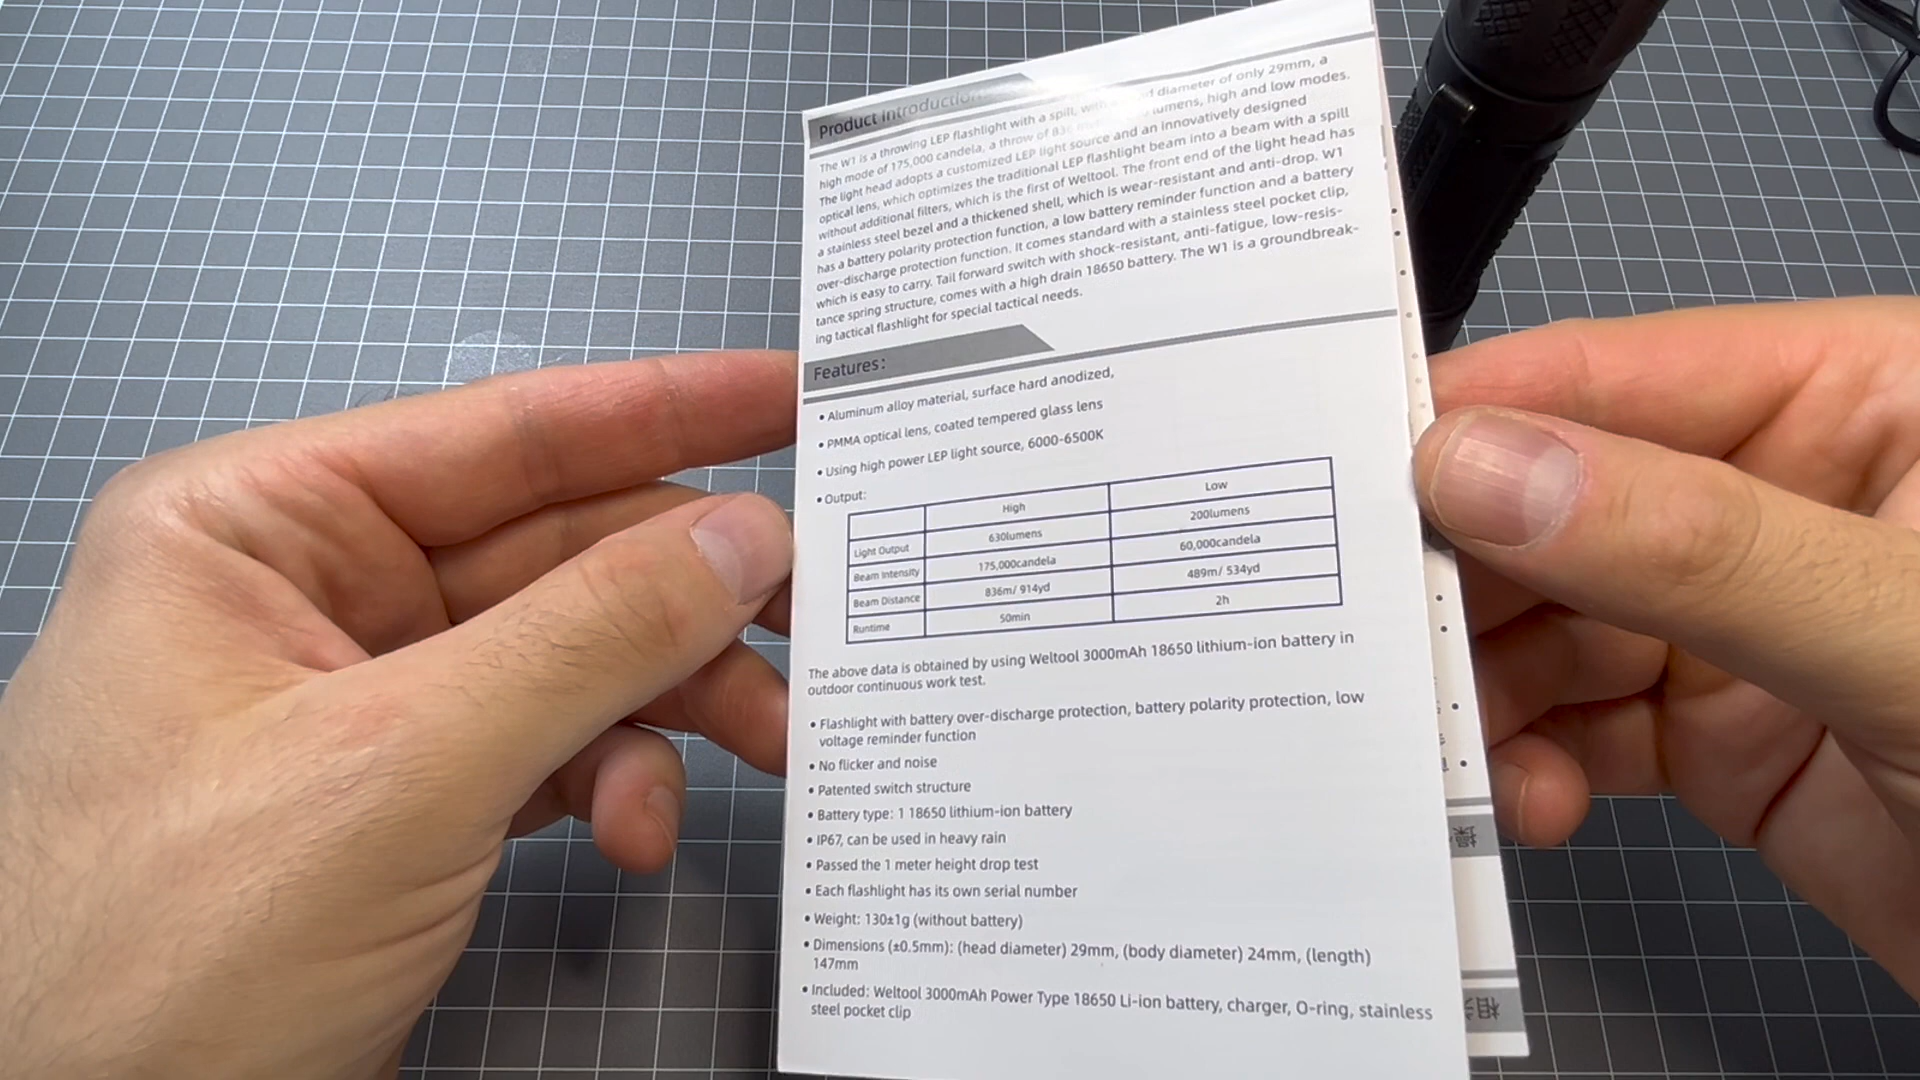 Product Introduction
The W1 is a throwing LEP flashlight with a spill, with diameter of only 29mm, a
high mode of 175,000 candela, a throw of lumens, high and low modes.
The light head adopts a customized LEP light source and an innovatively designed
optical lens, which optimizes the traditional LEP flashlight beam into a beam with a spill
without additional filters, which is the first of Weltool. The front end of the light head has
a stainless steel bezel and a thickened shell, which is wear-resistant and anti-drop. W1
has a battery polarity protection function, a low battery reminder function and a battery
over-discharge protection function. It comes standard with a stainless steel pocket clip,
which is easy to carry. Tail forward switch with shock-resistant, anti-fatigue, low-resis-
tance spring structure, comes with a high drain 18650 battery. The W1 is a groundbreak-
ing tactical flashlight for special tactical needs.
Features:
• Aluminum alloy material, surface hard anodized,
• PMMA optical lens, coated tempered glass lens
• Using high power LEP light source, 6000-6500K
• Output:
High Low
Light Output 630lumens 200lumens
Beam Intensity 175,000candela 60,000candela
Beam Distance 836m/ 914yd 489m/ 534yd
Runtime 50min 2h
The above data is obtained by using Weltool 3000mAh 18650 lithium-ion battery in
outdoor continuous work test.
• Flashlight with battery over-discharge protection, battery polarity protection, low
voltage reminder function
• No flicker and noise
• Patented switch structure
• Battery type: 1 18650 lithium-ion battery
• IP67, can be used in heavy rain
• Passed the 1 meter height drop test
• Each flashlight has its own serial number
• Weight: 130±1g (without battery)
• Dimensions (±0.5mm): (head diameter) 29mm, (body diameter) 24mm, (length)
147mm
• Included: Weltool 3000mAh Power Type 18650 Li-ion battery, charger, O-ring, stainless
steel pocket clip